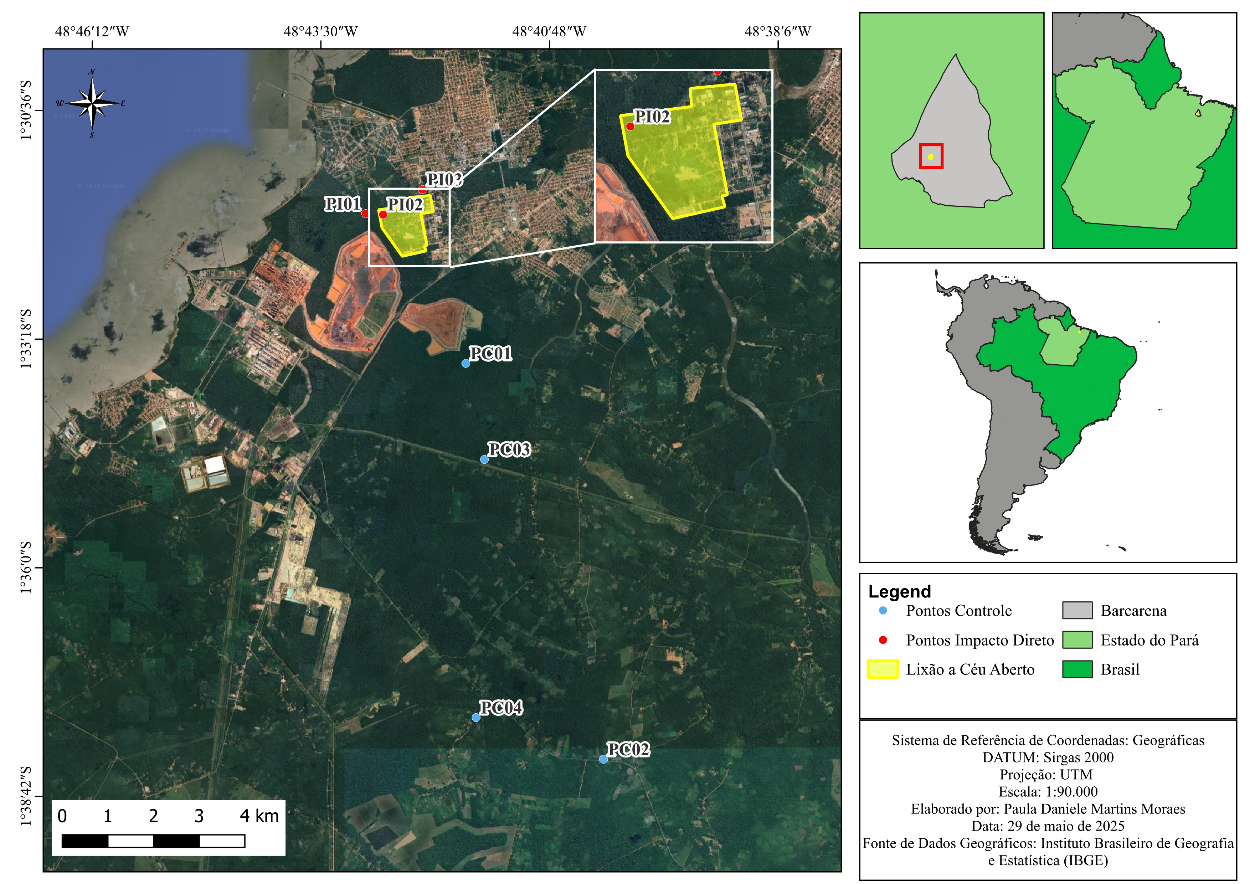 48°46′12″W
48°43′30″W
48°40′48″W
48°38′6″W
1°30′36″S
1°33′18″S
1°36′0″S
1°38′42″S
N
W
E
S
PI03
PI01
PI02
PI02
PC01
PC03
PC04
PC02
0 1 2 3 4 km
Legend
Pontos Controle
Pontos Impacto Direto
Lixão a Céu Aberto
Barcarena
Estado do Pará
Brasil
Sistema de Referência de Coordenadas: Geográficas
DATUM: Sirgas 2000
Projeção: UTM
Escala: 1:90.000
Elaborado por: Paula Daniele Martins Moraes
Data: 29 de maio de 2025
Fonte de Dados Geográficos: Instituto Brasileiro de Geografia
e Estatística (IBGE)